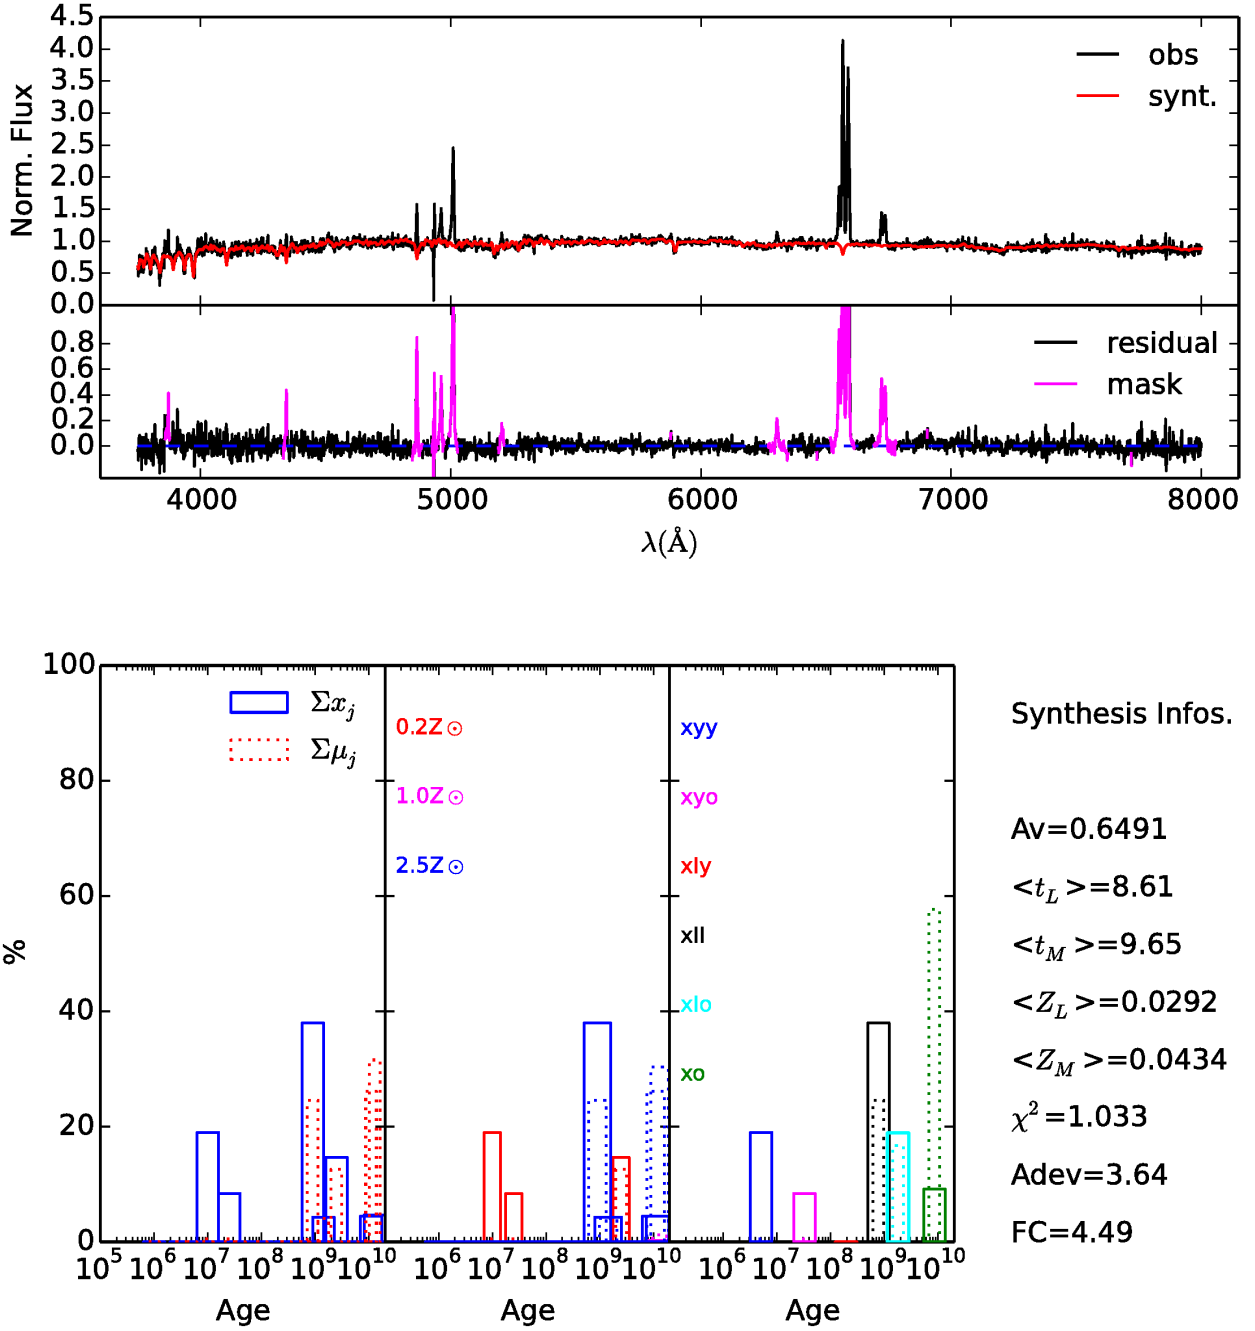 4.5
4.0
3.5
3.0
2.5
2.0
1.5
1.0
0.5
0.0
Norm. Flux
obs
synt.
0.8
0.6
0.4
0.2
0.0
residual
mask
4000 5000 6000 7000 8000
λ(Å)
100
80
60
40
20
0
%
Σx_j
Σμ_j
0.2Z⊙
1.0Z⊙
2.5Z⊙
xyy
xyo
xly
xll
xlo
xo
10^5 10^6 10^7 10^8 10^9 10^10
10^6 10^7 10^8 10^9 10^10
10^6 10^7 10^8 10^9 10^10
Age Age Age
Synthesis Infos.
Av=0.6491
<t_L>=8.61
<t_M>=9.65
<Z_L>=0.0292
<Z_M>=0.0434
χ²=1.033
Adev=3.64
FC=4.49